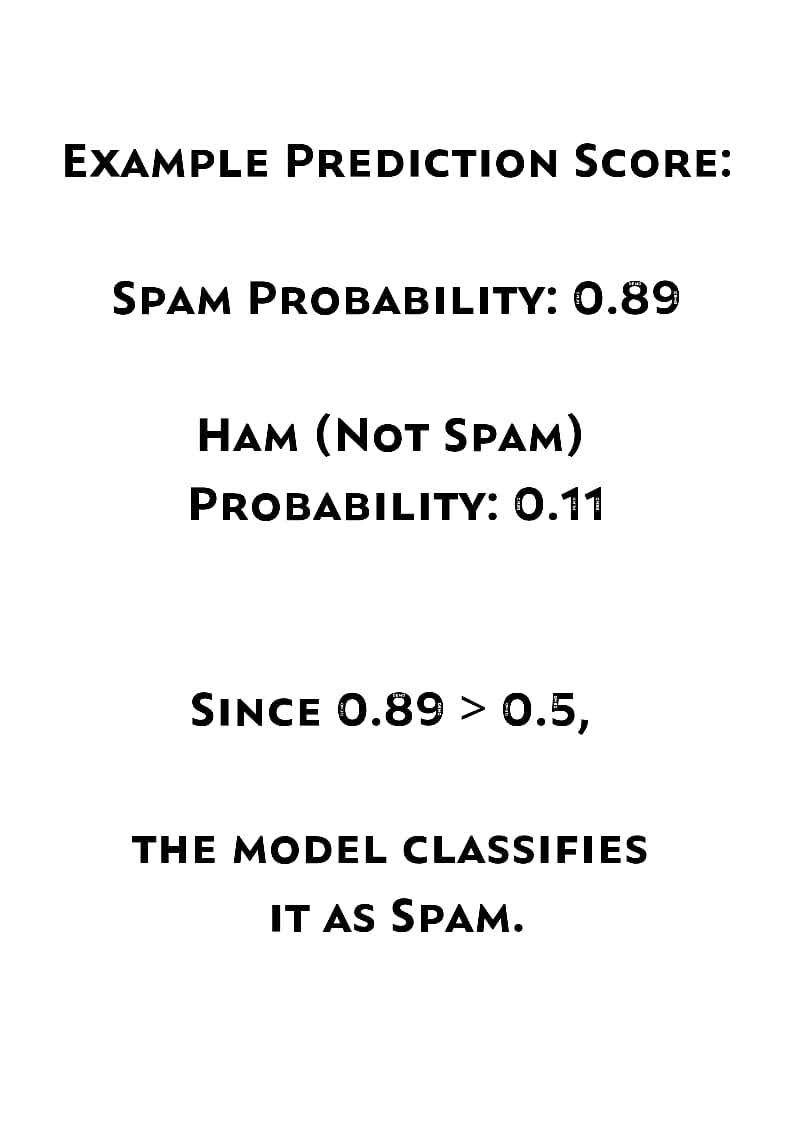 Example Prediction Score:
Spam Probability: 0.89
Ham (Not Spam)
Probability: 0.11
Since 0.89 > 0.5,
the model classifies
it as Spam.